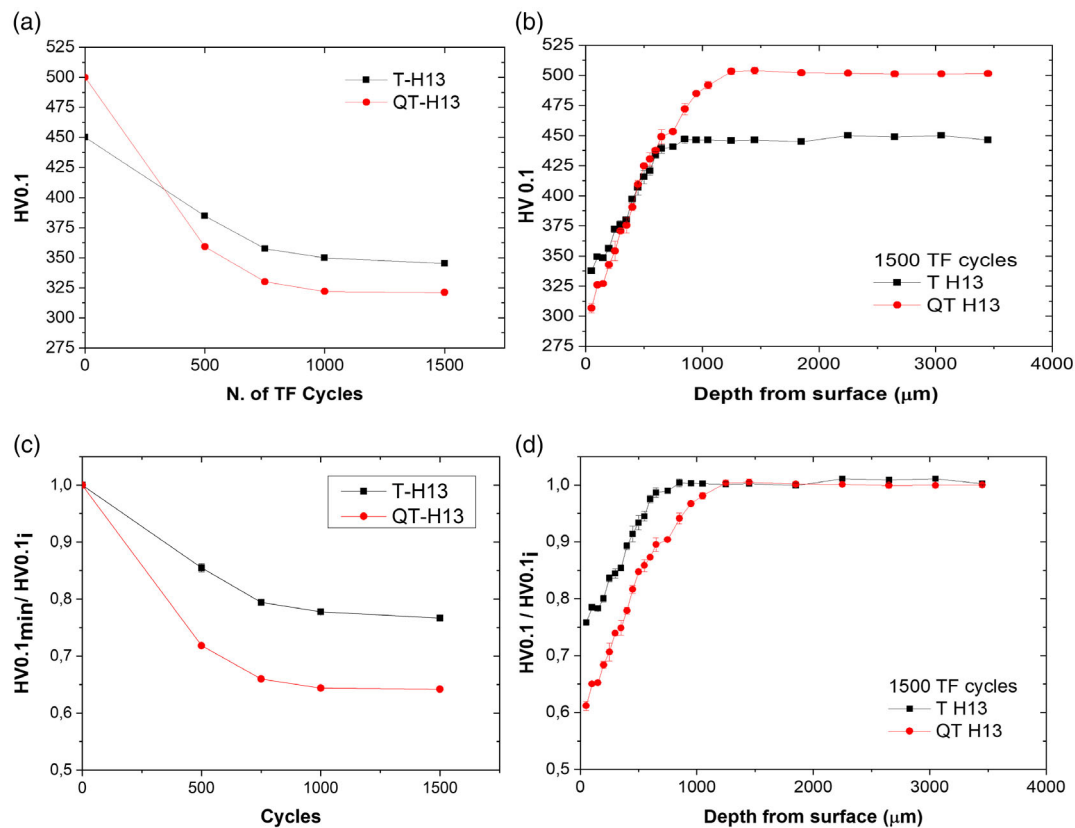 (a)
525
500
475
450
425
400
375
350
325
300
275
HV0.1
T-H13
QT-H13
0 500 1000 1500
N. of TF Cycles
(b)
525
500
475
450
425
400
375
350
325
300
275
HV 0.1
1500 TF cycles
T H13
QT H13
0 1000 2000 3000 4000
Depth from surface (μm)
(c)
1,0
0,9
0,8
0,7
0,6
0,5
HV0.1min/ HV0.1i
T-H13
QT-H13
0 500 1000 1500
Cycles
(d)
1,0
0,9
0,8
0,7
0,6
0,5
HV0.1 / HV0.1i
1500 TF cycles
T H13
QT H13
0 1000 2000 3000 4000
Depth from surface (μm)